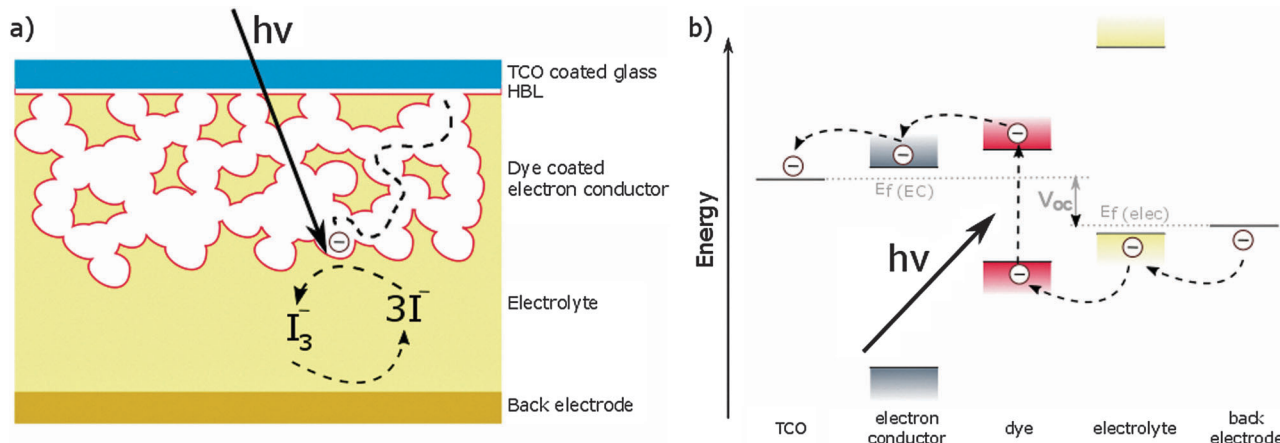 a)
hν
TCO coated glass
HBL
Dye coated
electron conductor
I₃⁻
3I⁻
Electrolyte
Back electrode
b)
Energy
hν
Ef (EC)
Voc
Ef (elec)
TCO
electron
conductor
dye
electrolyte
back
electrode